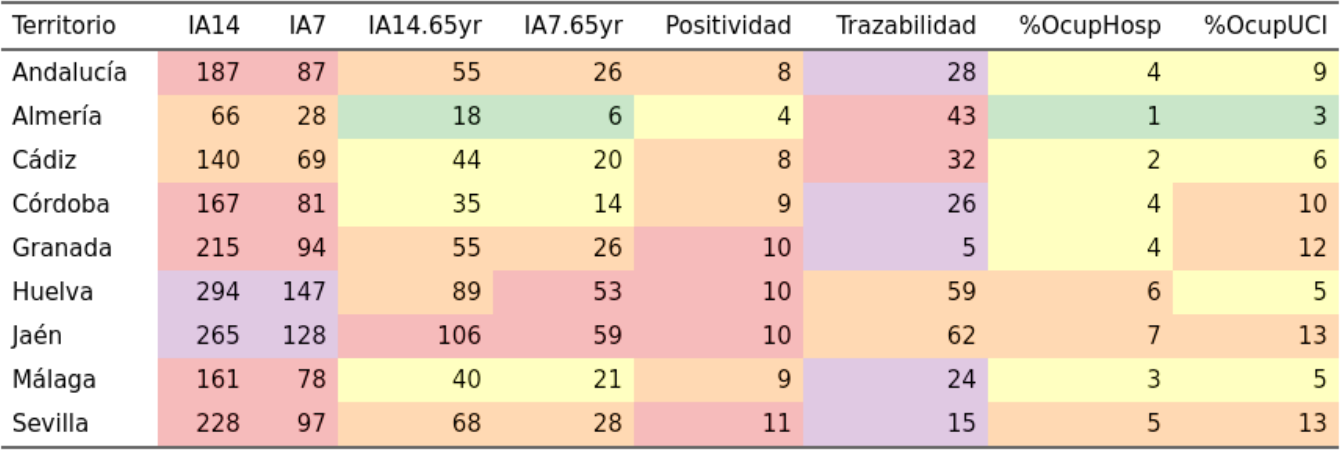 Territorio IA14 IA7 IA14.65yr IA7.65yr Positividad Trazabilidad %OcupHosp %OcupUCI
Andalucía 187 87 55 26 8 28 4 9
Almería 66 28 18 6 4 43 1 3
Cádiz 140 69 44 20 8 32 2 6
Córdoba 167 81 35 14 9 26 4 10
Granada 215 94 55 26 10 5 4 12
Huelva 294 147 89 53 10 59 6 5
Jaén 265 128 106 59 10 62 7 13
Málaga 161 78 40 21 9 24 3 5
Sevilla 228 97 68 28 11 15 5 13